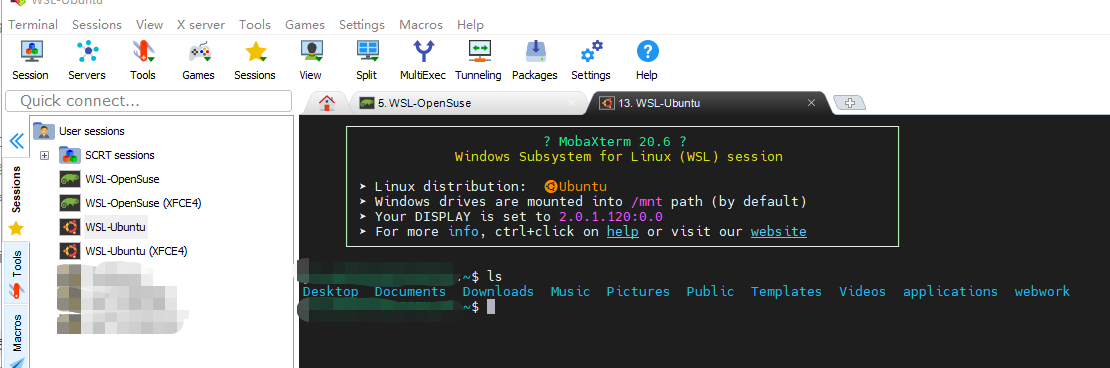 WSL-Ubuntu
Terminal Sessions View X server Tools Games Settings Macros Help
Session Servers Tools Games Sessions View Split MultiExec Tunneling Packages Settings Help
Quick connect...
5. WSL-OpenSuse
13. WSL-Ubuntu
Sessions
Tools
Macros
User sessions
SCRT sessions
WSL-OpenSuse
WSL-OpenSuse (XFCE4)
WSL-Ubuntu
WSL-Ubuntu (XFCE4)
? MobaXterm 20.6 ?
Windows Subsystem for Linux (WSL) session
➤ Linux distribution: Ubuntu
➤ Windows drives are mounted into /mnt path (by default)
➤ Your DISPLAY is set to 2.0.1.120:0.0
➤ For more info, ctrl+click on help or visit our website
~$ ls
Desktop Documents Downloads Music Pictures Public Templates Videos applications webwork
~$